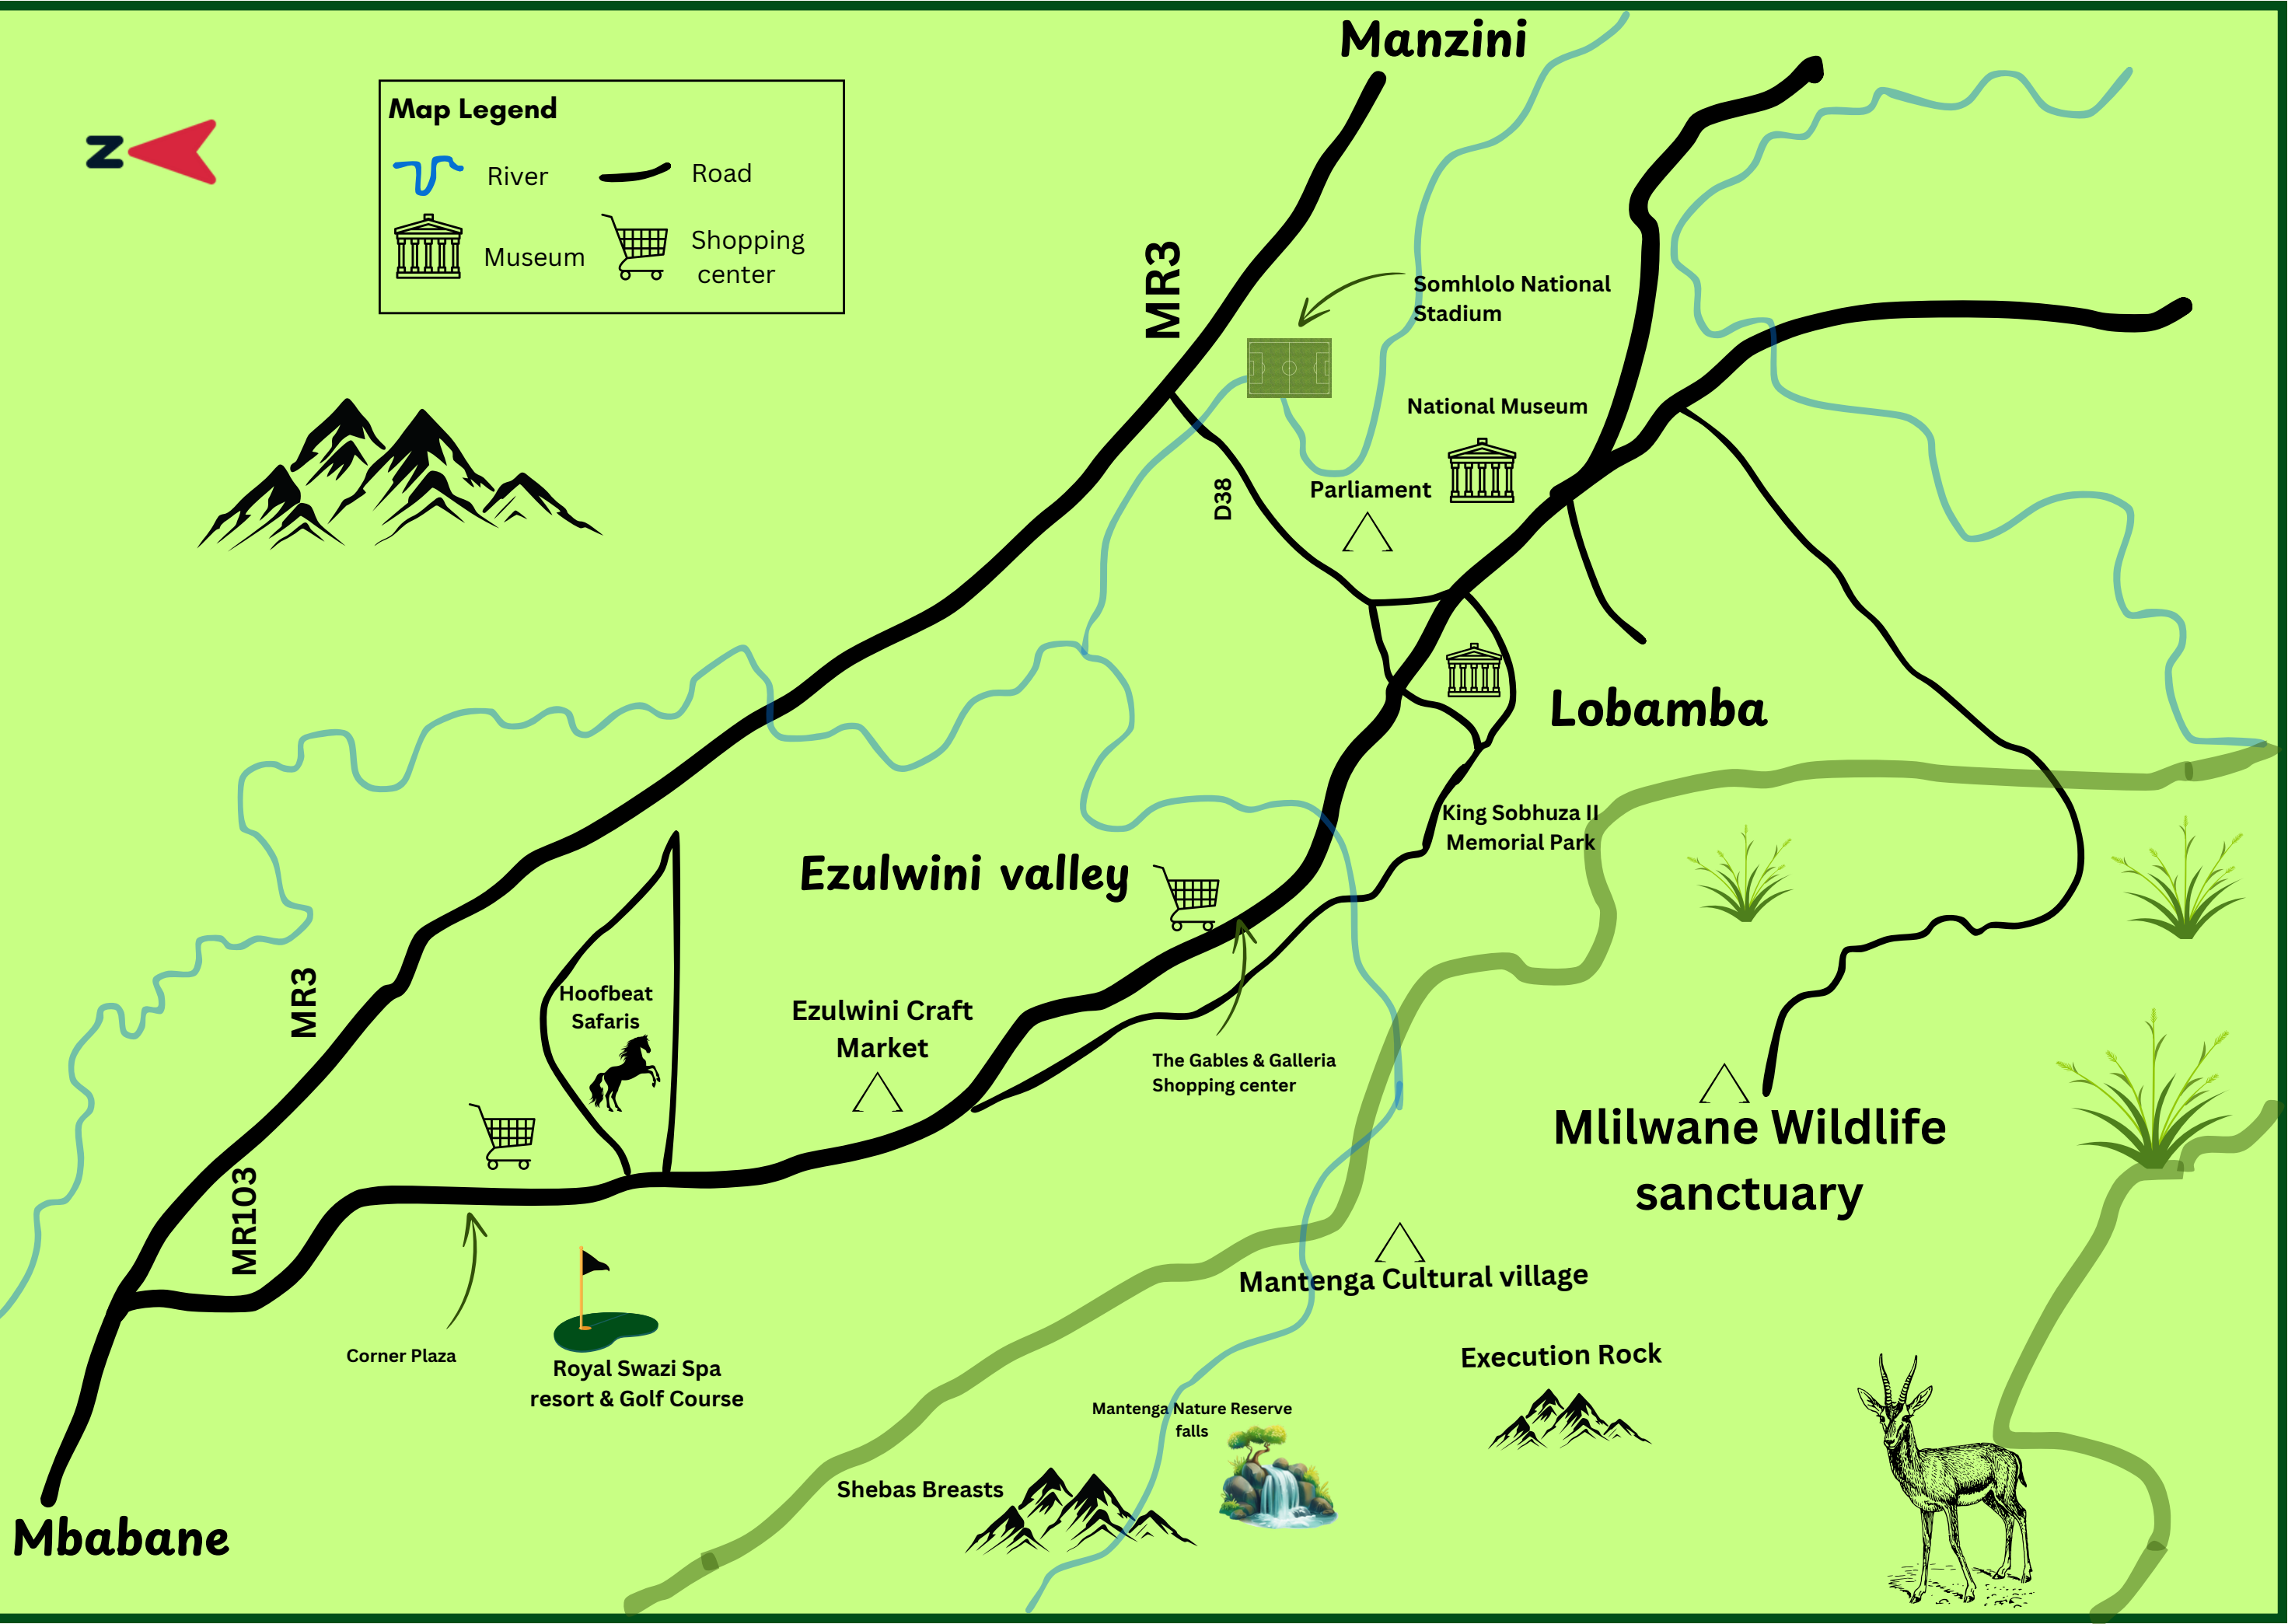 Manzini
Map Legend
N
River
Road
Museum
Shopping
center
MR3
Somhlolo National
Stadium
National Museum
Parliament
D38
Lobamba
King Sobhuza II
Memorial Park
Ezulwini valley
MR3
Hoofbeat
Safaris
Ezulwini Craft
Market
The Gables & Galleria
Shopping center
Mlilwane Wildlife
sanctuary
MR103
Mantenga Cultural village
Corner Plaza
Royal Swazi Spa
resort & Golf Course
Execution Rock
Mantenga Nature Reserve
falls
Shebas Breasts
Mbabane